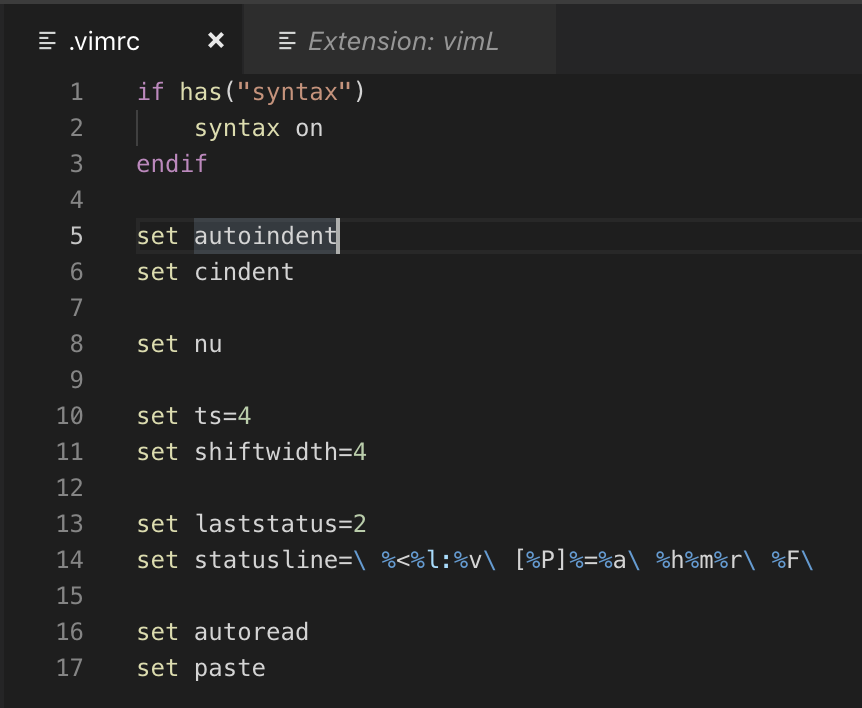 .vimrc × Extension: vimL
1 if has("syntax")
2     syntax on
3 endif
4
5 set autoindent
6 set cindent
7
8 set nu
9
10 set ts=4
11 set shiftwidth=4
12
13 set laststatus=2
14 set statusline=\ %<%l:%v\ [%P]%=%a\ %h%m%r\ %F\
15
16 set autoread
17 set paste